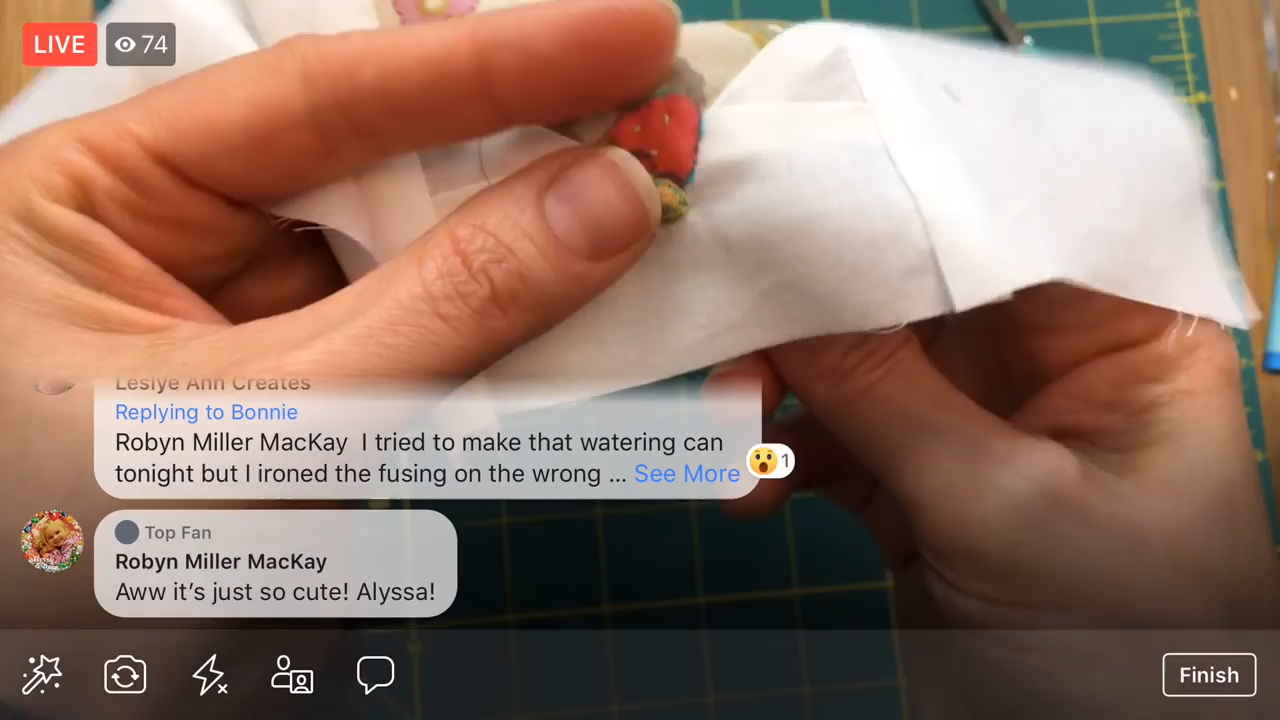 LIVE
74
Leslye Ann Creates
Replying to Bonnie
Robyn Miller MacKay I tried to make that watering can
tonight but I ironed the fusing on the wrong ... See More
1
Top Fan
Robyn Miller MacKay
Aww it's just so cute! Alyssa!
Finish